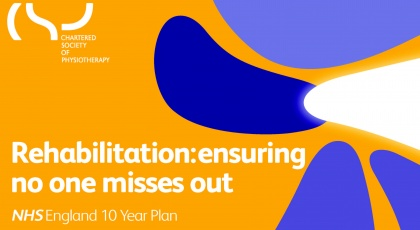 CHARTERED
SOCIETY
OF
PHYSIOTHERAPY
Rehabilitation: ensuring
no one misses out
NHS England 10 Year Plan